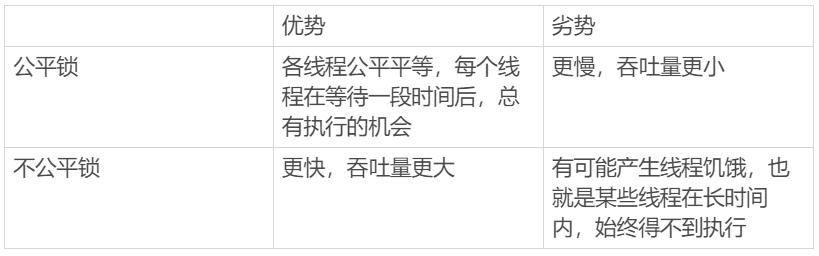 优势
劣势
公平锁
各线程公平平等，每个线
程在等待一段时间后，总
有执行的机会
更慢，吞吐量更小
不公平锁
更快，吞吐量更大
有可能产生线程饥饿，也
就是某些线程在长时间
内，始终得不到执行